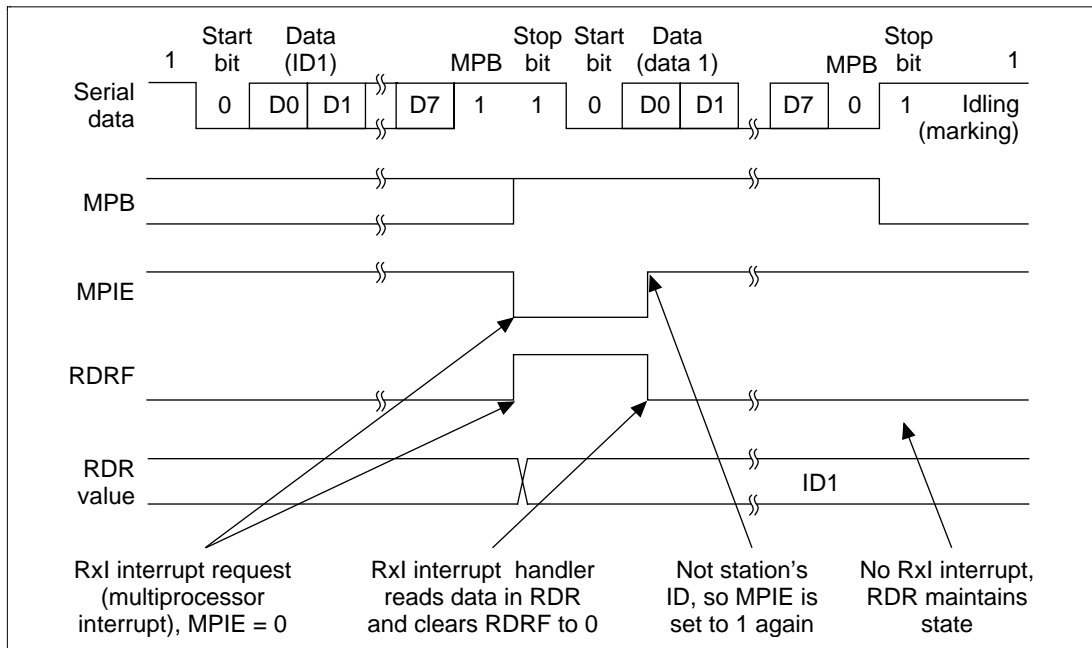 1 Start bit Data (ID1) MPB Stop bit Start bit Data (data 1) MPB Stop bit 1
Serial data 0 D0 D1 D7 1 1 0 D0 D1 D7 0 1 Idling (marking)
MPB
MPIE
RDRF
RDR value ID1
RxI interrupt request (multiprocessor interrupt), MPIE = 0
RxI interrupt handler reads data in RDR and clears RDRF to 0
Not station's ID, so MPIE is set to 1 again
No RxI interrupt, RDR maintains state